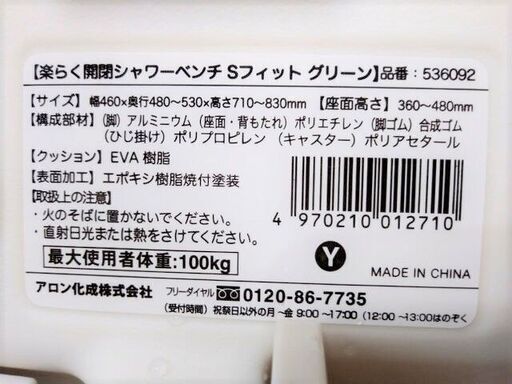 【楽らく開閉シャワーベンチ Sフィット グリーン】品番：536092
【サイズ】幅460×奥行480～530×高さ710～830mm 【座面高さ】360～480mm
【構成部材】（脚）アルミニウム（座面・背もたれ）ポリエチレン（脚ゴム）合成ゴム
（ひじ掛け）ポリプロピレン（キャスター）ポリアセタール
【クッション】EVA樹脂
【表面加工】エポキシ樹脂焼付塗装
【取扱上の注意】
・火のそばに置かないでください。
・直射日光または熱をさけてください。
4 970210 012710
最大使用者体重:100kg
Y
MADE IN CHINA
アロン化成株式会社 フリーダイヤル 0120-86-7735
（受付時間）祝祭日以外の月～金 9:00～17:00（12:00～13:00はのぞく